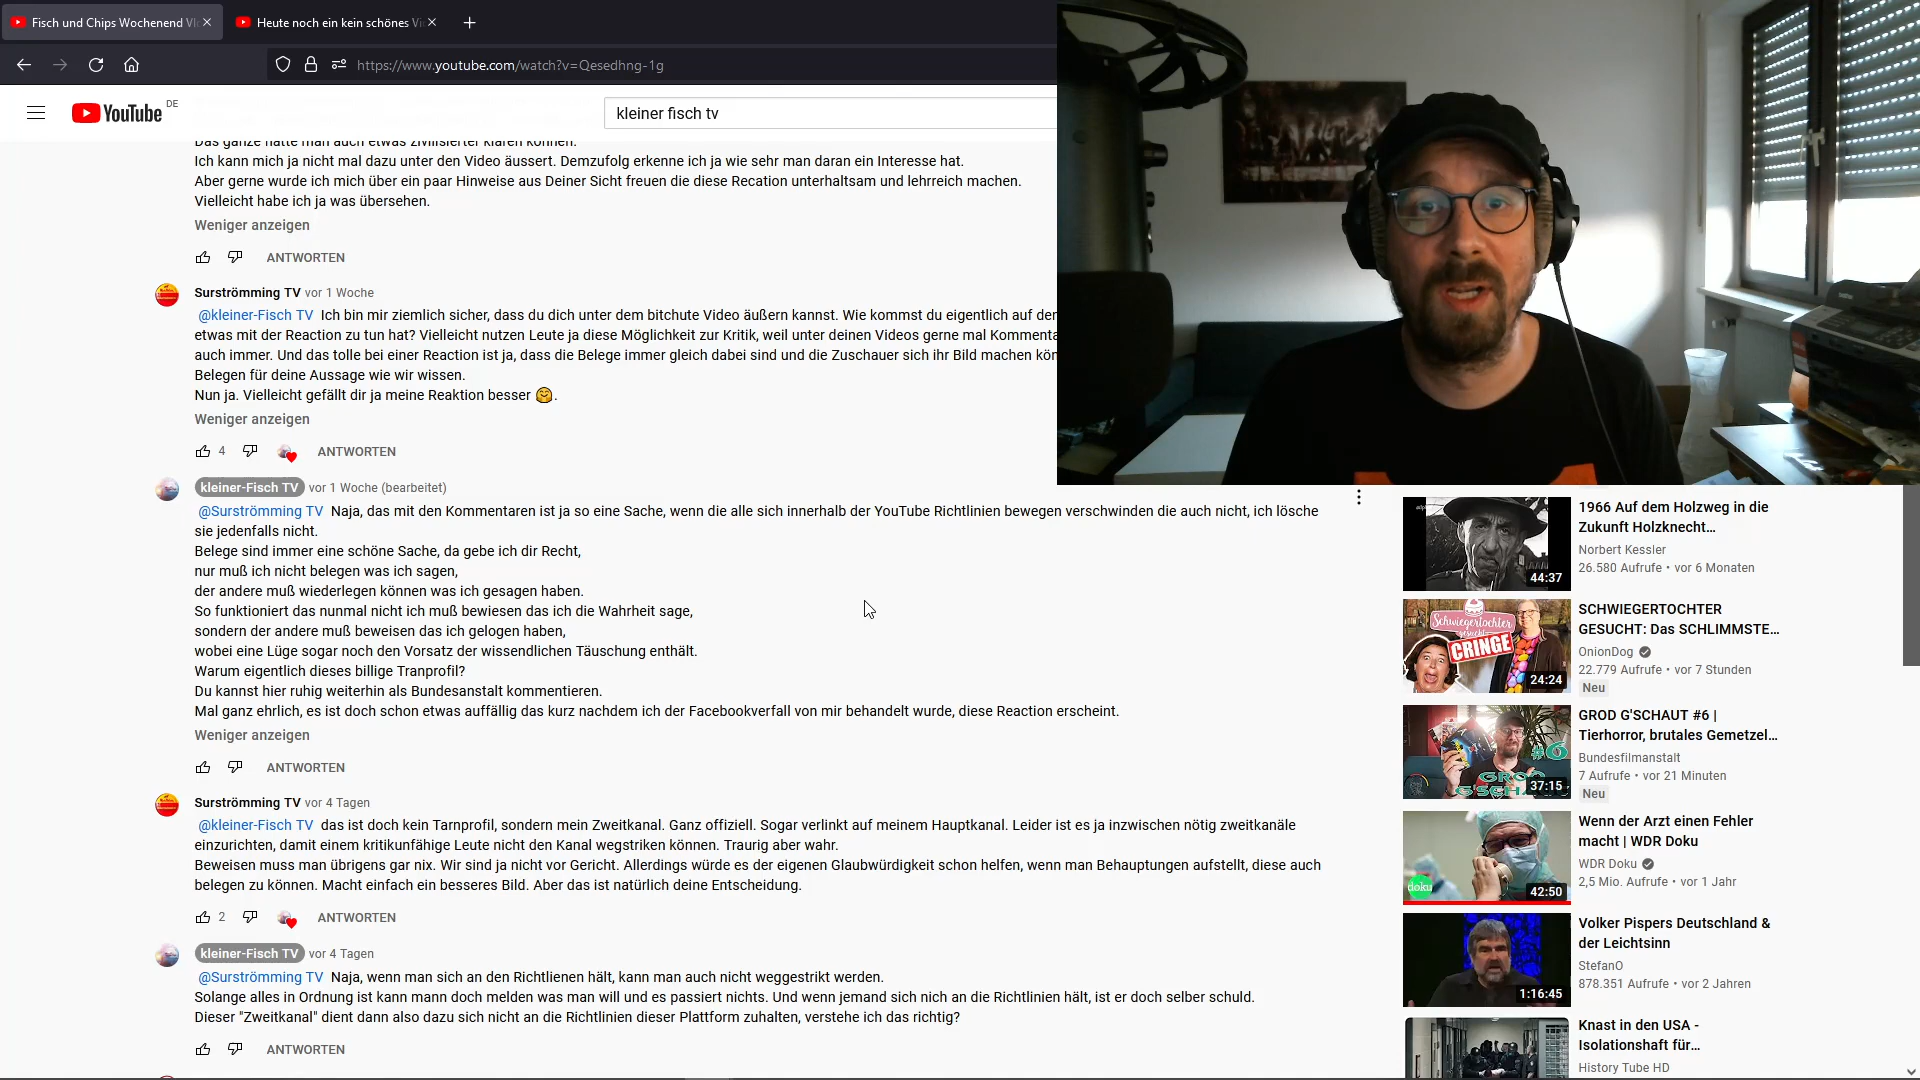 Fisch und Chips Wochenend Vl
Heute noch ein kein schönes Vi
https://www.youtube.com/watch?v=Qesedhng-1g
YouTube DE
kleiner fisch tv
Das ganze hätte man auch etwas zivilisierter klären können.
Ich kann mich ja nicht mal dazu unter den Video äussert. Demzufolg erkenne ich ja wie sehr man daran ein Interesse hat.
Aber gerne wurde ich mich über ein paar Hinweise aus Deiner Sicht freuen die diese Recation unterhaltsam und lehrreich machen.
Vielleicht habe ich ja was übersehen.
Weniger anzeigen
ANTWORTEN
Surströmming TV vor 1 Woche
@kleiner-Fisch TV Ich bin mir ziemlich sicher, dass du dich unter dem bitchute Video äußern kannst. Wie kommst du eigentlich auf der
etwas mit der Reaction zu tun hat? Vielleicht nutzen Leute ja diese Möglichkeit zur Kritik, weil unter deinen Videos gerne mal Kommenta
auch immer. Und das tolle bei einer Reaction ist ja, dass die Belege immer gleich dabei sind und die Zuschauer sich ihr Bild machen kön
Belegen für deine Aussage wie wir wissen.
Nun ja. Vielleicht gefällt dir ja meine Reaktion besser 🤗.
Weniger anzeigen
4 ANTWORTEN
kleiner-Fisch TV vor 1 Woche (bearbeitet)
@Surströmming TV Naja, das mit den Kommentaren ist ja so eine Sache, wenn die alle sich innerhalb der YouTube Richtlinien bewegen verschwinden die auch nicht, ich lösche
sie jedenfalls nicht.
Belege sind immer eine schöne Sache, da gebe ich dir Recht,
nur muß ich nicht belegen was ich sagen,
der andere muß wiederlegen können was ich gesagen haben.
So funktioniert das nunmal nicht ich muß bewiesen das ich die Wahrheit sage,
sondern der andere muß beweisen das ich gelogen haben,
wobei eine Lüge sogar noch den Vorsatz der wissendlichen Täuschung enthält.
Warum eigentlich dieses billige Tranprofil?
Du kannst hier ruhig weiterhin als Bundesanstalt kommentieren.
Mal ganz ehrlich, es ist doch schon etwas auffällig das kurz nachdem ich der Facebookverfall von mir behandelt wurde, diese Reaction erscheint.
Weniger anzeigen
ANTWORTEN
Surströmming TV vor 4 Tagen
@kleiner-Fisch TV das ist doch kein Tarnprofil, sondern mein Zweitkanal. Ganz offiziell. Sogar verlinkt auf meinem Hauptkanal. Leider ist es ja inzwischen nötig zweitkanäle
einzurichten, damit einem kritikunfähige Leute nicht den Kanal wegstriken können. Traurig aber wahr.
Beweisen muss man übrigens gar nix. Wir sind ja nicht vor Gericht. Allerdings würde es der eigenen Glaubwürdigkeit schon helfen, wenn man Behauptungen aufstellt, diese auch
belegen zu können. Macht einfach ein besseres Bild. Aber das ist natürlich deine Entscheidung.
2 ANTWORTEN
kleiner-Fisch TV vor 4 Tagen
@Surströmming TV Naja, wenn man sich an den Richtlienen hält, kann man auch nicht weggestrikt werden.
Solange alles in Ordnung ist kann mann doch melden was man will und es passiert nichts. Und wenn jemand sich nich an die Richtlinien hält, ist er doch selber schuld.
Dieser "Zweitkanal" dient dann also dazu sich nicht an die Richtlinien dieser Plattform zuhalten, verstehe ich das richtig?
ANTWORTEN
44:37
1966 Auf dem Holzweg in die
Zukunft Holzknecht...
Norbert Kessler
26.580 Aufrufe • vor 6 Monaten
Schwiegertochter
gesucht
CRINGE
24:24
SCHWIEGERTOCHTER
GESUCHT: Das SCHLIMMSTE...
OnionDog
22.779 Aufrufe • vor 7 Stunden
Neu
#6
GROD
G'SCHAUT
37:15
GROD G'SCHAUT #6 |
Tierhorror, brutales Gemetzel...
Bundesfilmanstalt
7 Aufrufe • vor 21 Minuten
Neu
doku
42:50
Wenn der Arzt einen Fehler
macht | WDR Doku
WDR Doku
2,5 Mio. Aufrufe • vor 1 Jahr
1:16:45
Volker Pispers Deutschland &
der Leichtsinn
StefanO
878.351 Aufrufe • vor 2 Jahren
Knast in den USA -
Isolationshaft für...
History Tube HD